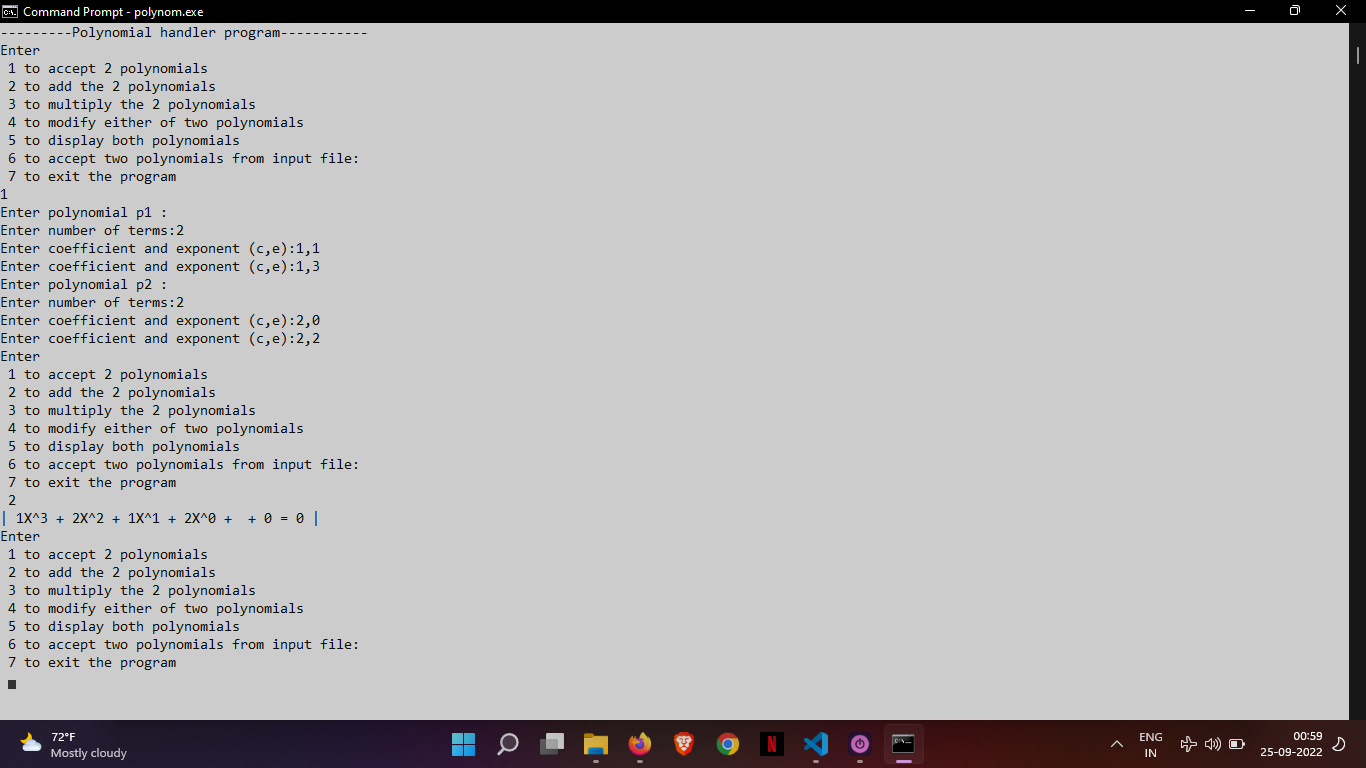 Command Prompt - polynom.exe
---------Polynomial handler program-----------
Enter
1 to accept 2 polynomials
2 to add the 2 polynomials
3 to multiply the 2 polynomials
4 to modify either of two polynomials
5 to display both polynomials
6 to accept two polynomials from input file:
7 to exit the program
1
Enter polynomial p1 :
Enter number of terms:2
Enter coefficient and exponent (c,e):1,1
Enter coefficient and exponent (c,e):1,3
Enter polynomial p2 :
Enter number of terms:2
Enter coefficient and exponent (c,e):2,0
Enter coefficient and exponent (c,e):2,2
Enter
1 to accept 2 polynomials
2 to add the 2 polynomials
3 to multiply the 2 polynomials
4 to modify either of two polynomials
5 to display both polynomials
6 to accept two polynomials from input file:
7 to exit the program
2
| 1X^3 + 2X^2 + 1X^1 + 2X^0 +  + 0 = 0 |
Enter
1 to accept 2 polynomials
2 to add the 2 polynomials
3 to multiply the 2 polynomials
4 to modify either of two polynomials
5 to display both polynomials
6 to accept two polynomials from input file:
7 to exit the program
72°F
Mostly cloudy
N
ENG
IN
00:59
25-09-2022